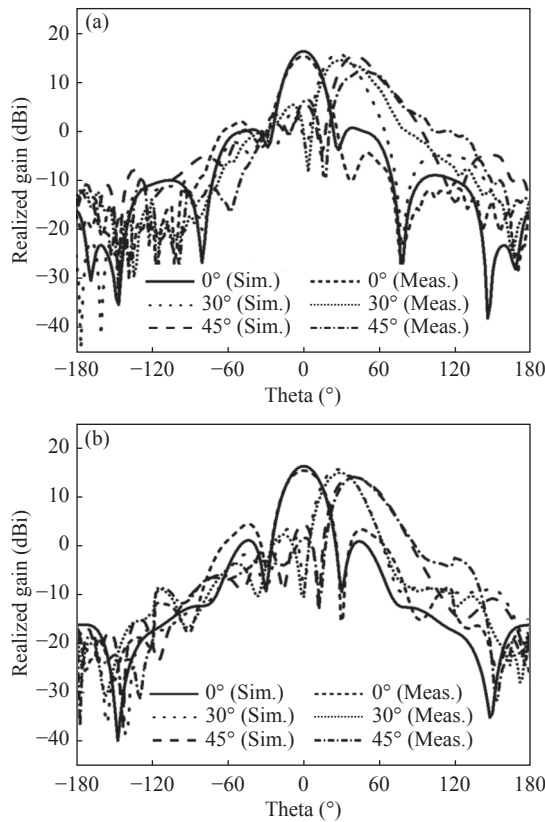 (a)
20
10
0
−10
−20
−30
−40
Realized gain (dBi)
0° (Sim.) 0° (Meas.)
30° (Sim.) 30° (Meas.)
45° (Sim.) 45° (Meas.)
−180 −120 −60 0 60 120 180
Theta (°)
(b)
20
10
0
−10
−20
−30
−40
Realized gain (dBi)
0° (Sim.) 0° (Meas.)
30° (Sim.) 30° (Meas.)
45° (Sim.) 45° (Meas.)
−180 −120 −60 0 60 120 180
Theta (°)